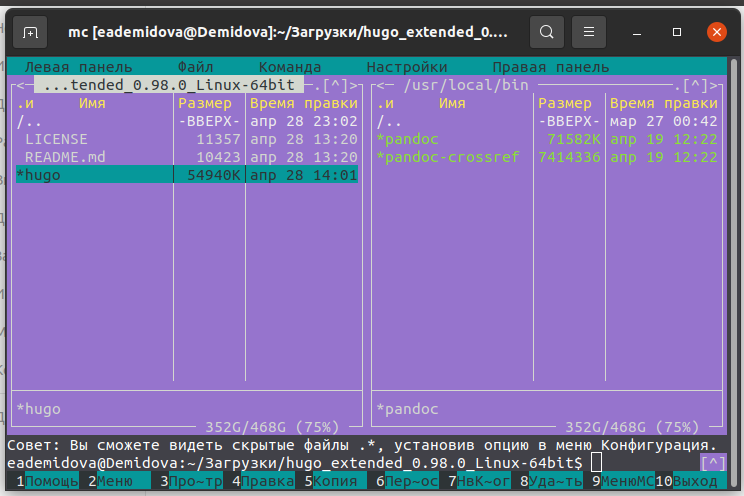 mc [eademidova@Demidova]:~/Загрузки/hugo_extended_0....
Левая панель Файл Команда Настройки Правая панель
<— ...tended_0.98.0_Linux-64bit —.[^]>
.и Имя Размер Время правки
/.. -ВВЕРХ- апр 28 23:02
LICENSE 11357 апр 28 13:20
README.md 10423 апр 28 13:20
*hugo 54940K апр 28 14:01
*hugo
352G/468G (75%)
<— /usr/local/bin —.[^]>
.и Имя Размер Время правки
/.. -ВВЕРХ- мар 27 00:42
*pandoc 71582K апр 19 12:22
*pandoc-crossref 7414336 апр 19 12:22
*pandoc
352G/468G (75%)
Совет: Вы сможете видеть скрытые файлы .*, установив опцию в меню Конфигурация.
eademidova@Demidova:~/Загрузки/hugo_extended_0.98.0_Linux-64bit$ [^]
1Помощь 2Меню 3Про~тр 4Правка 5Копия 6Пер~ос 7НвК~ог 8Уда~ть 9МенюМС 10Выход